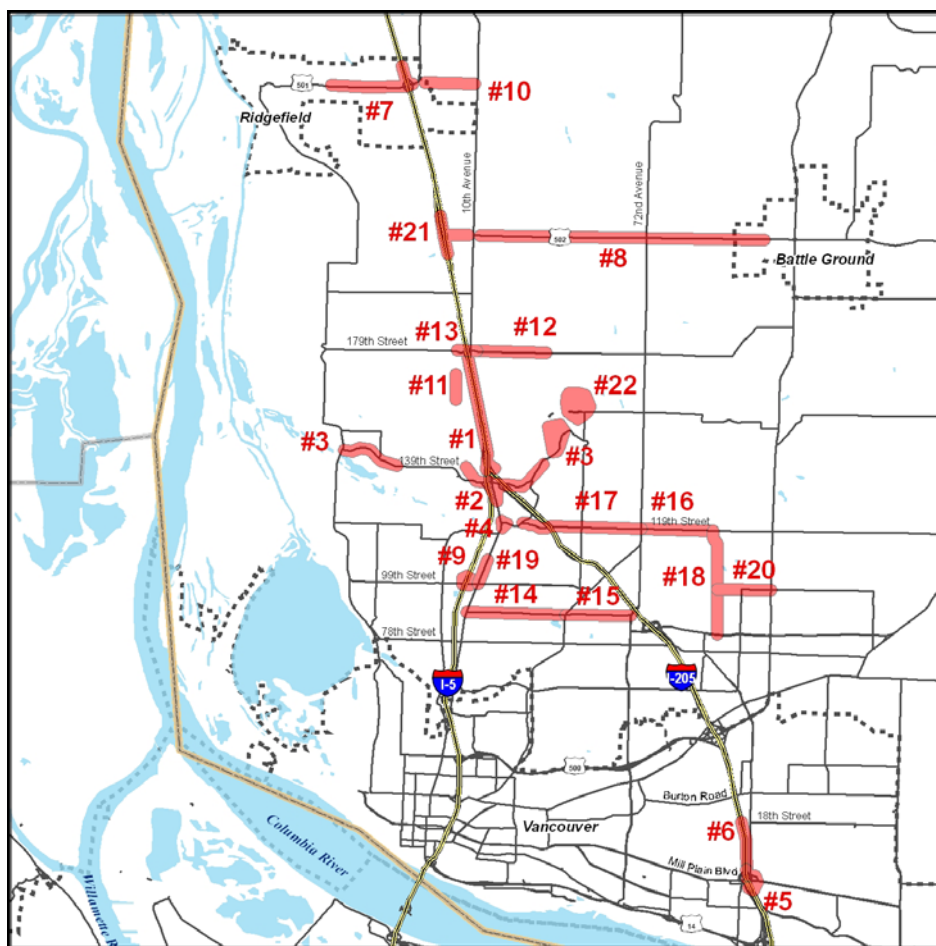 501
#7
#10
Ridgefield
10th Avenue
72nd Avenue
#21
502
#8
Battle Ground
#13
#12
179th Street
#11
#22
#1
#3
#3
139th Street
#2
#17
#16
#4
119th Street
#9
#19
#18
#20
99th Street
#14
#15
78th Street
I-5
I-205
500
Burton Road
18th Street
Columbia River
Vancouver
#6
Mill Plain Blvd
#5
Willamette R
14